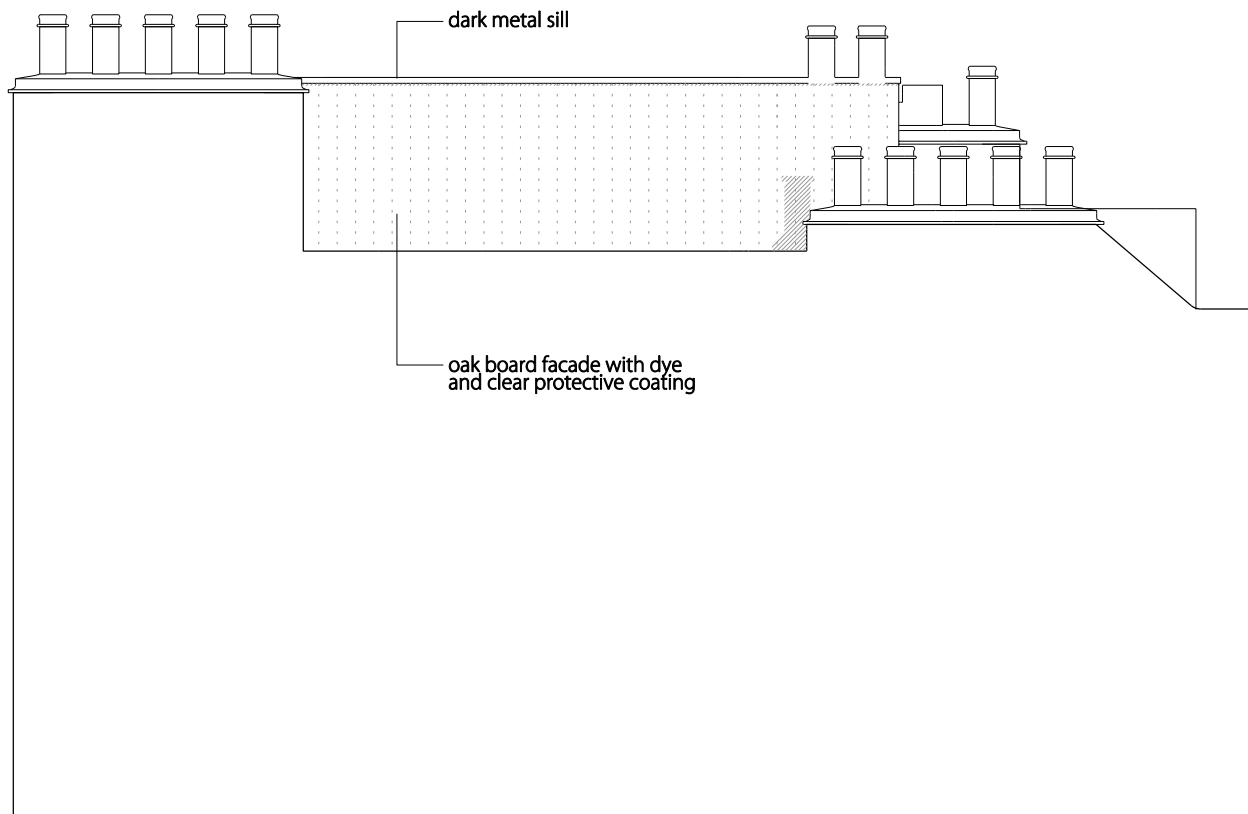 dark metal sill
oak board facade with dye
and clear protective coating